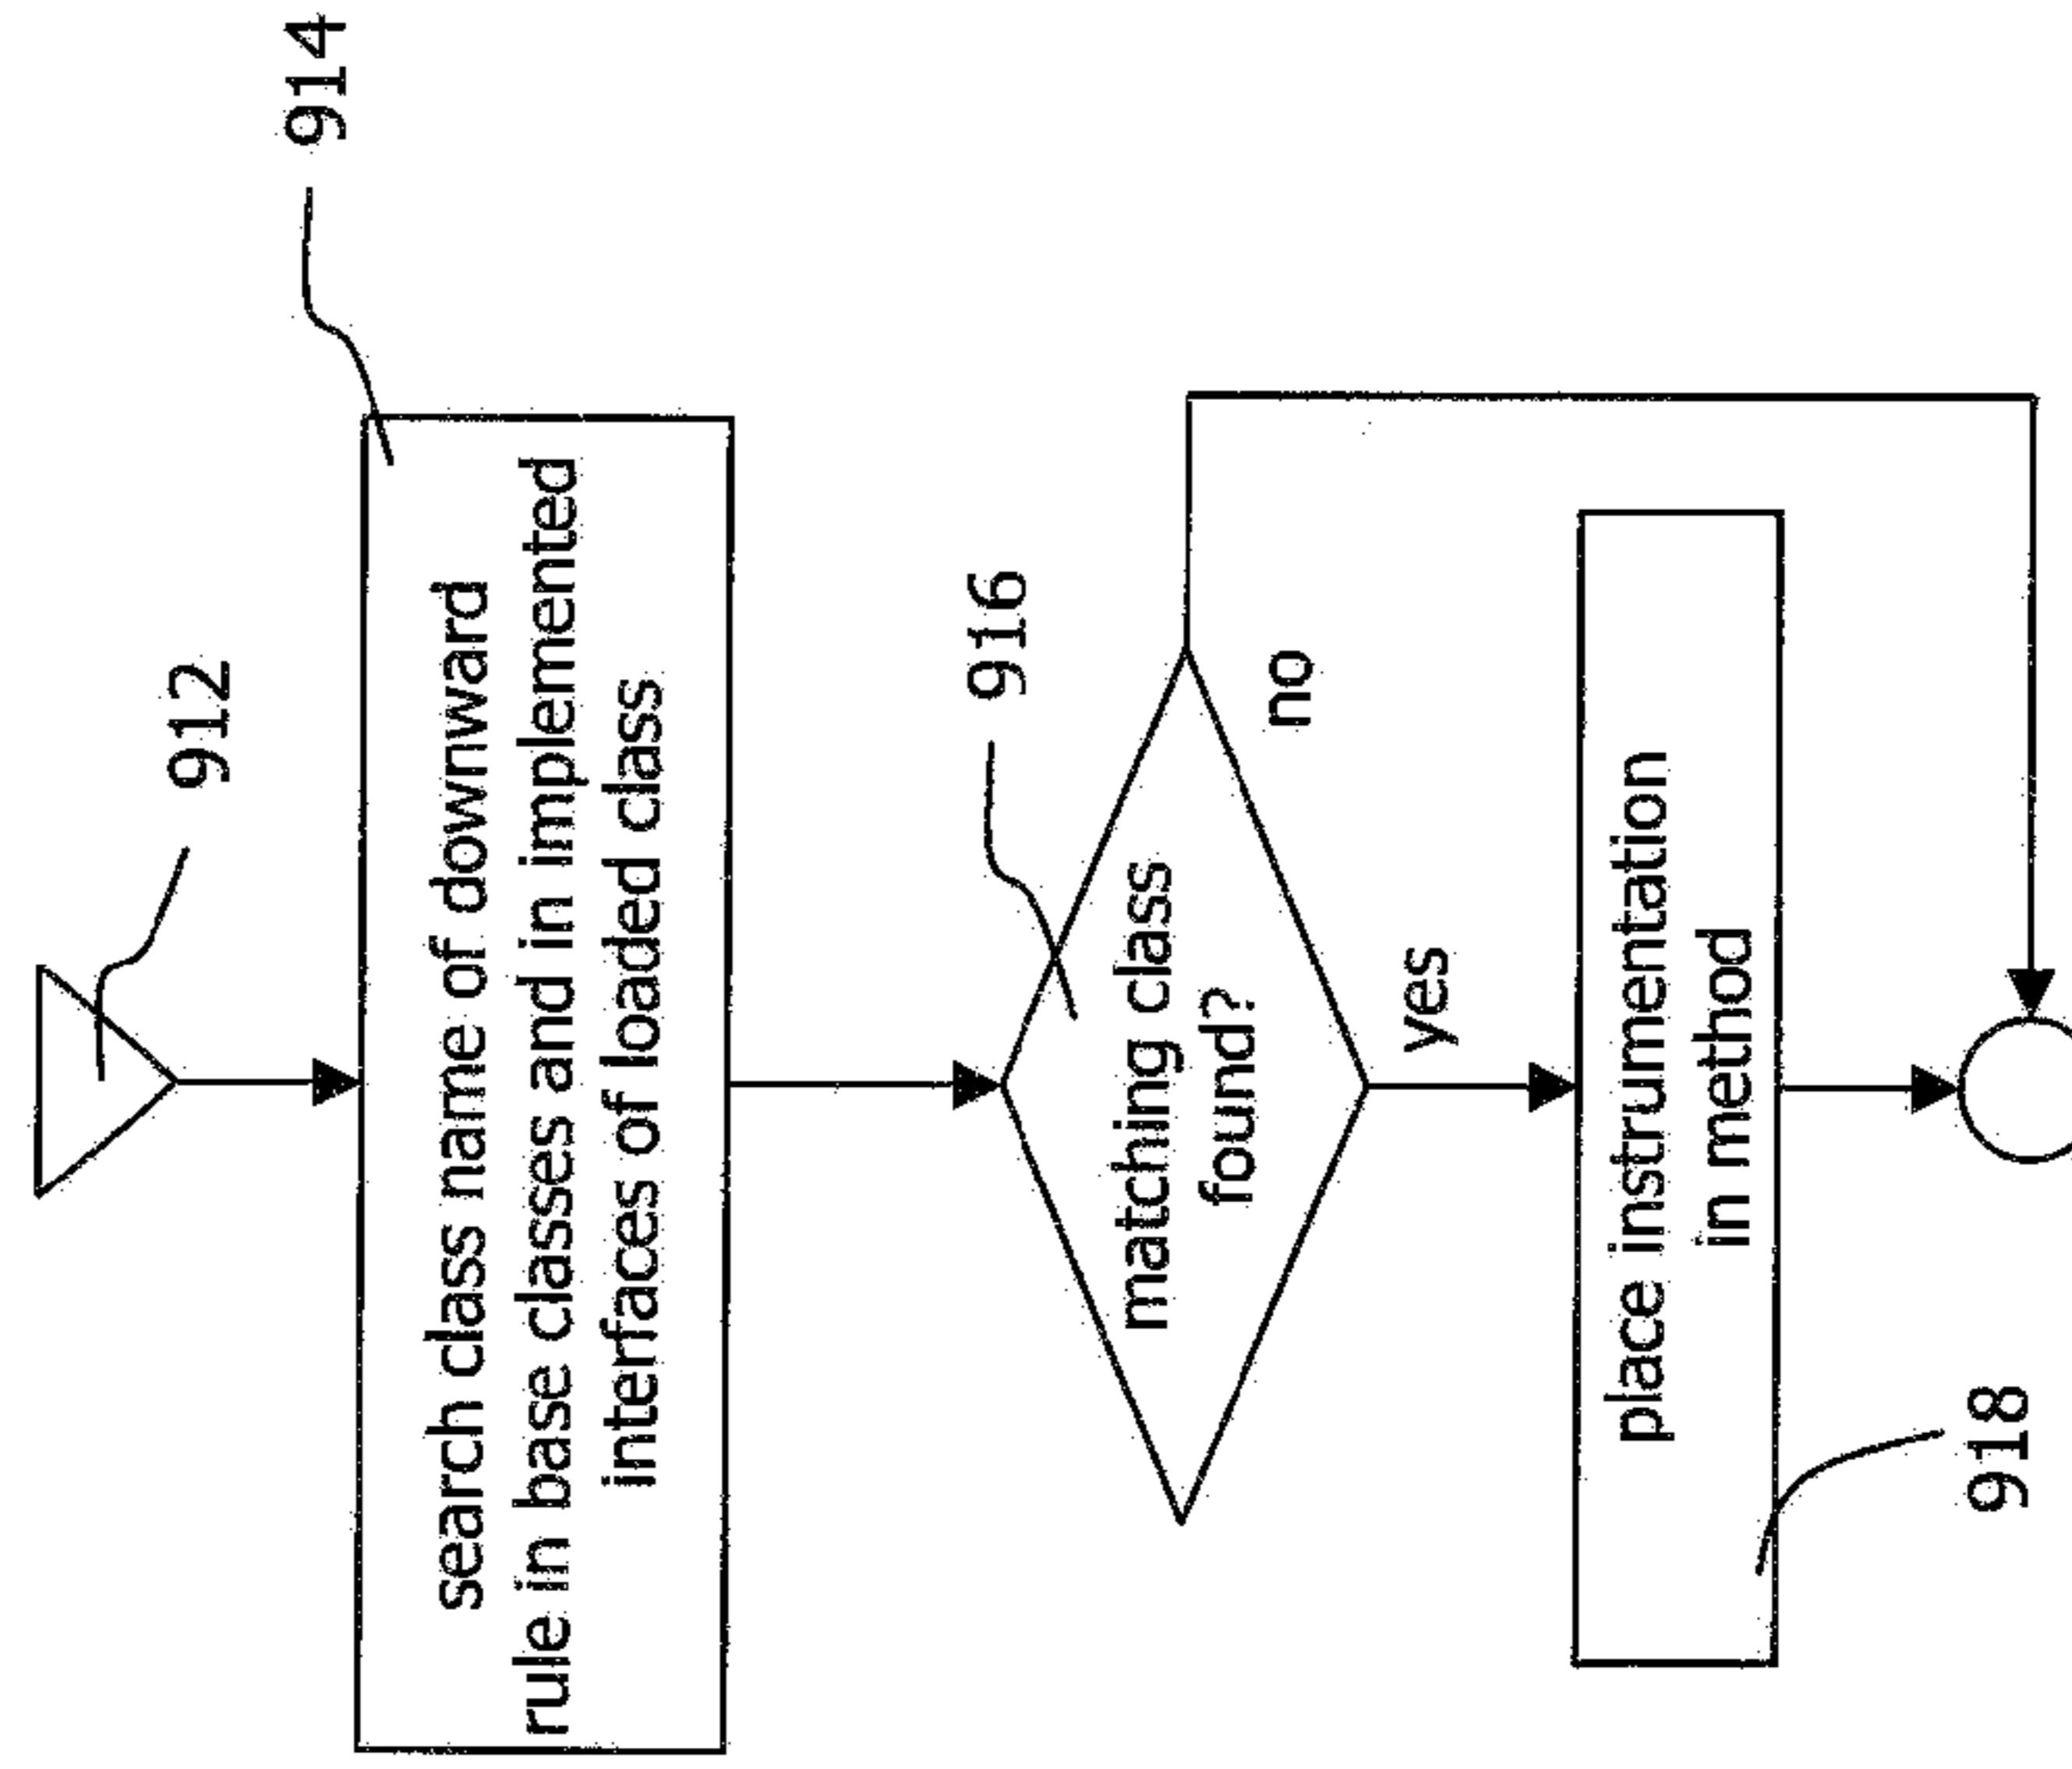 912
914
search class name of downward
rule in base classes and in implemented
interfaces of loaded class
916
matching class
found?
no
yes
place instrumentation
in method
918